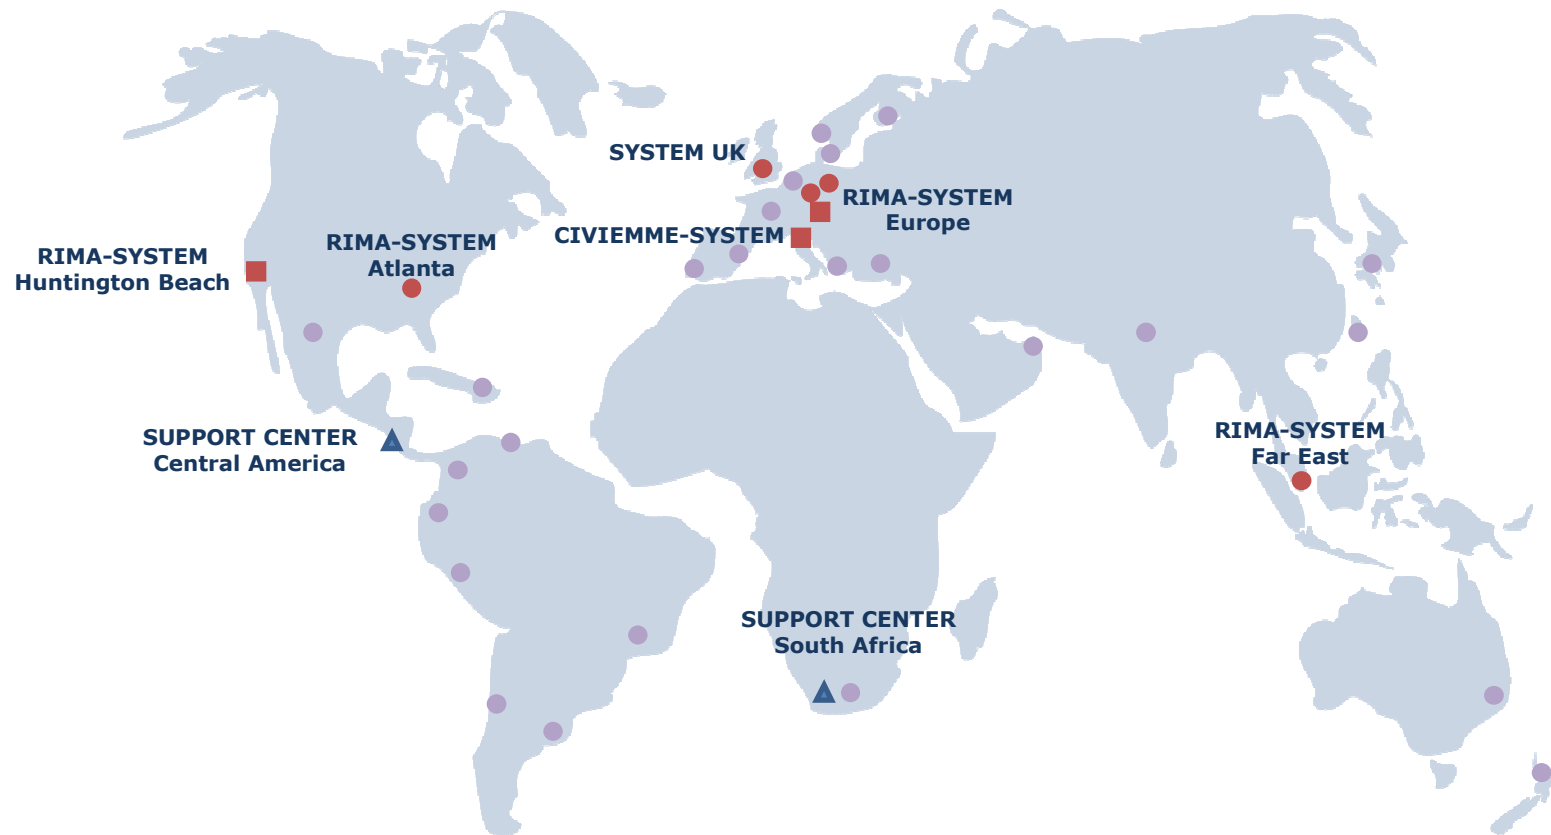 SYSTEM UK
RIMA-SYSTEM
Europe
CIVIEMME-SYSTEM
RIMA-SYSTEM
Atlanta
RIMA-SYSTEM
Huntington Beach
SUPPORT CENTER
Central America
RIMA-SYSTEM
Far East
SUPPORT CENTER
South Africa